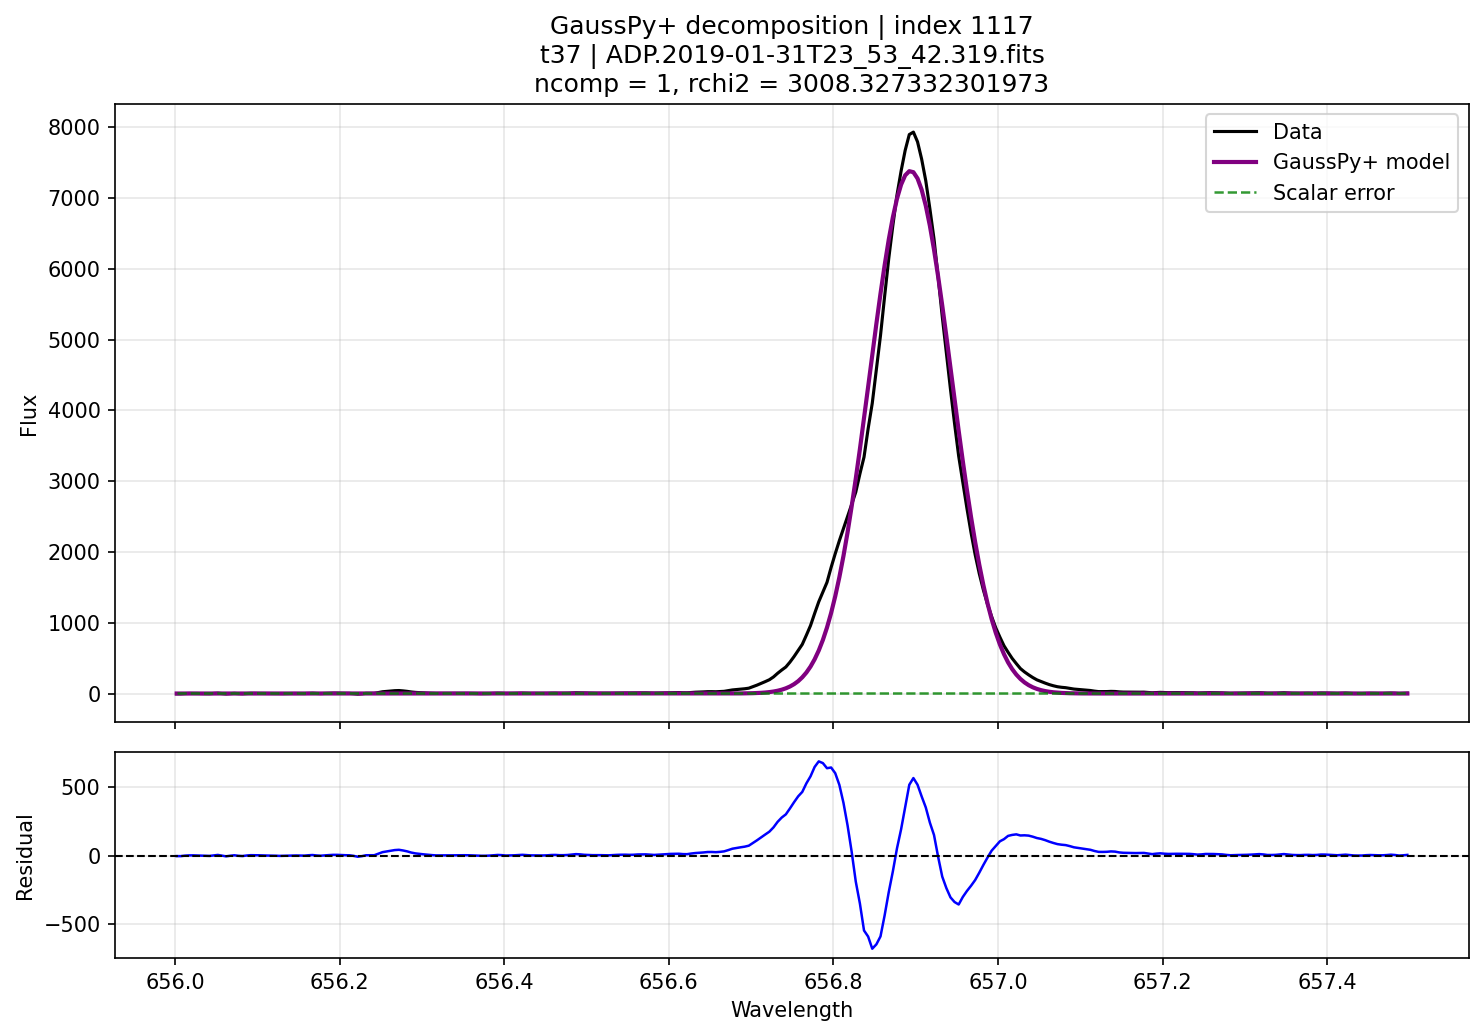 GaussPy+ decomposition | index 1117
t37 | ADP.2019-01-31T23_53_42.319.fits
ncomp = 1, rchi2 = 3008.327332301973
Data
GaussPy+ model
Scalar error
Flux
8000
7000
6000
5000
4000
3000
2000
1000
0
Residual
500
0
−500
656.0 656.2 656.4 656.6 656.8 657.0 657.2 657.4
Wavelength